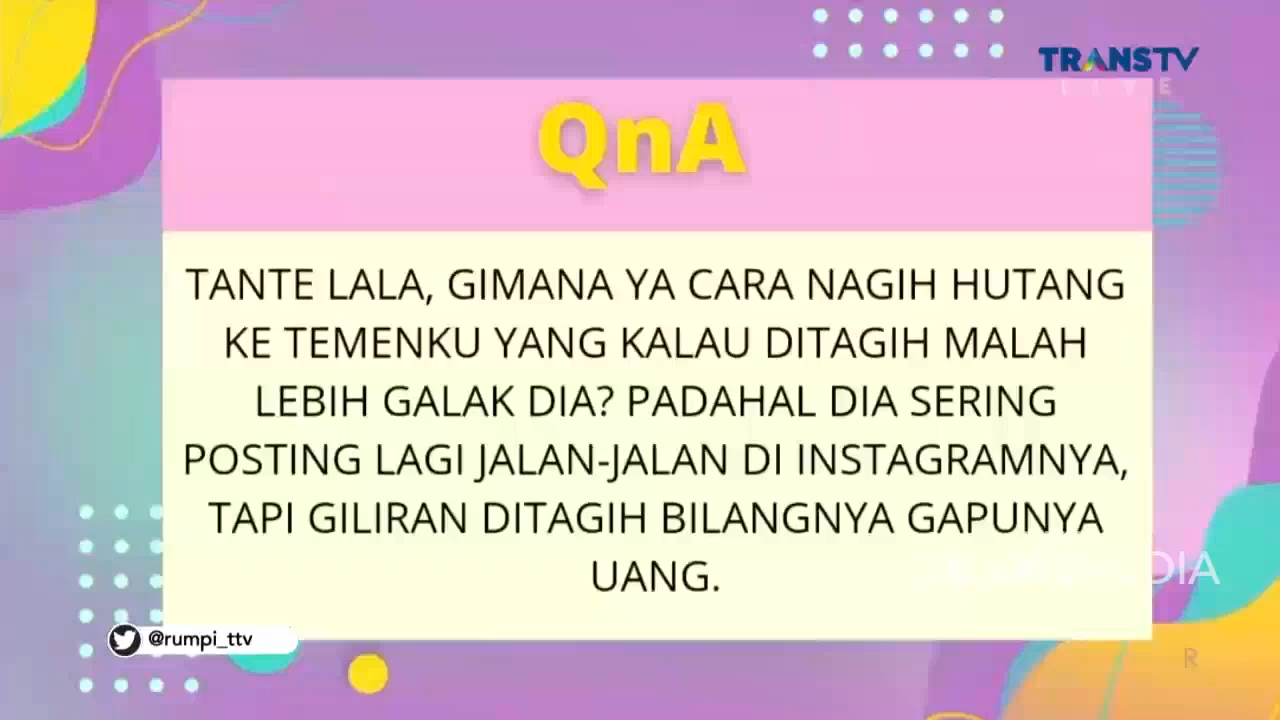 TRANSTV
LIVE
QnA
TANTE LALA, GIMANA YA CARA NAGIH HUTANG
KE TEMENKU YANG KALAU DITAGIH MALAH
LEBIH GALAK DIA? PADAHAL DIA SERING
POSTING LAGI JALAN-JALAN DI INSTAGRAMNYA,
TAPI GILIRAN DITAGIH BILANGNYA GAPUNYA
UANG.
@rumpi_ttv
R